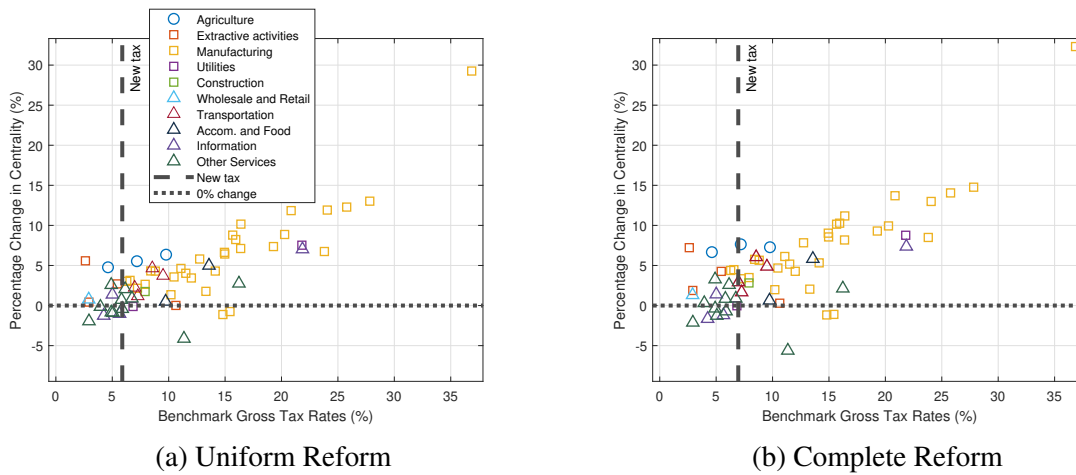 Agriculture
Extractive activities
Manufacturing
Utilities
Construction
Wholesale and Retail
Transportation
Accom. and Food
Information
Other Services
New tax
0% change
New tax
Percentage Change in Centrality (%)
30
25
20
15
10
5
0
-5
0 5 10 15 20 25 30 35
Benchmark Gross Tax Rates (%)
(a) Uniform Reform
New tax
Percentage Change in Centrality (%)
30
25
20
15
10
5
0
-5
0 5 10 15 20 25 30 35
Benchmark Gross Tax Rates (%)
(b) Complete Reform